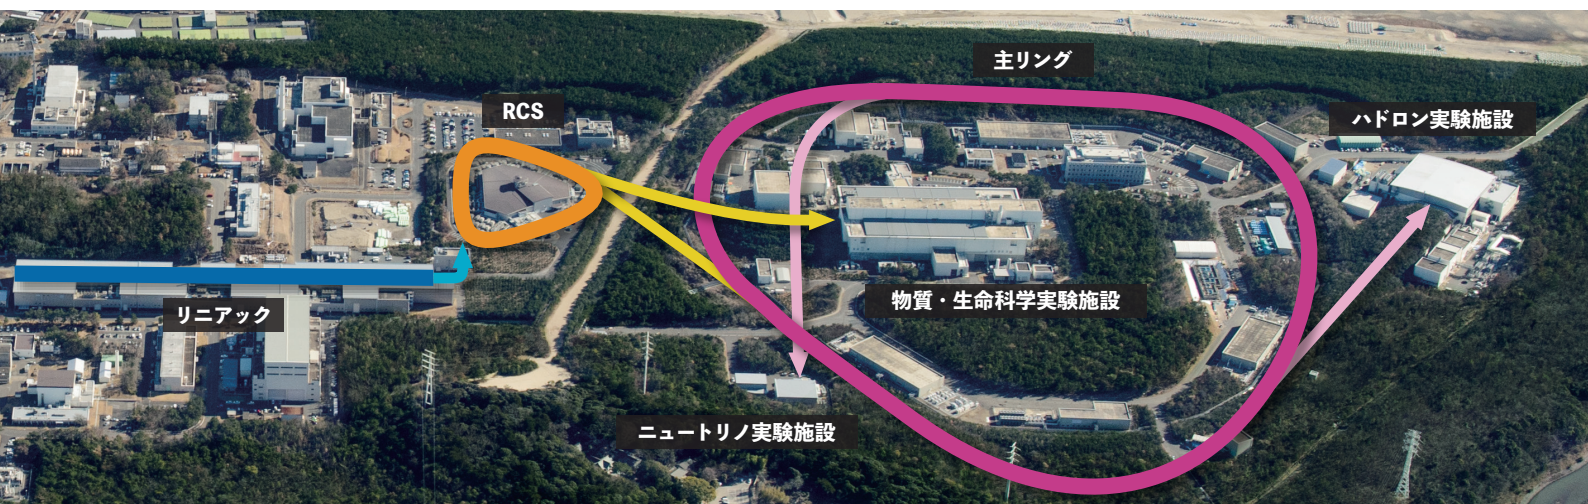 主リング
RCS
ハドロン実験施設
物質・生命科学実験施設
リニアック
ニュートリノ実験施設